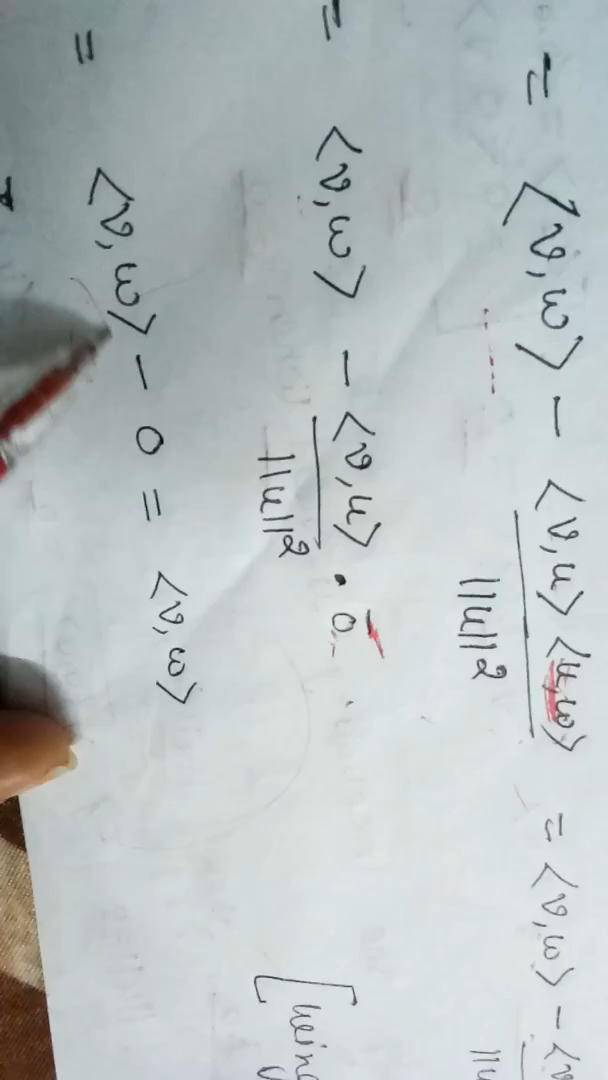 = ⟨v, w⟩ - ⟨v, u⟩ ⟨u, w⟩ / ||u||² = ⟨v, w⟩ - ⟨v
= ⟨v, w⟩ - ⟨v, u⟩ / ||u||² · 0
= ⟨v, w⟩ - 0 = ⟨v, w⟩